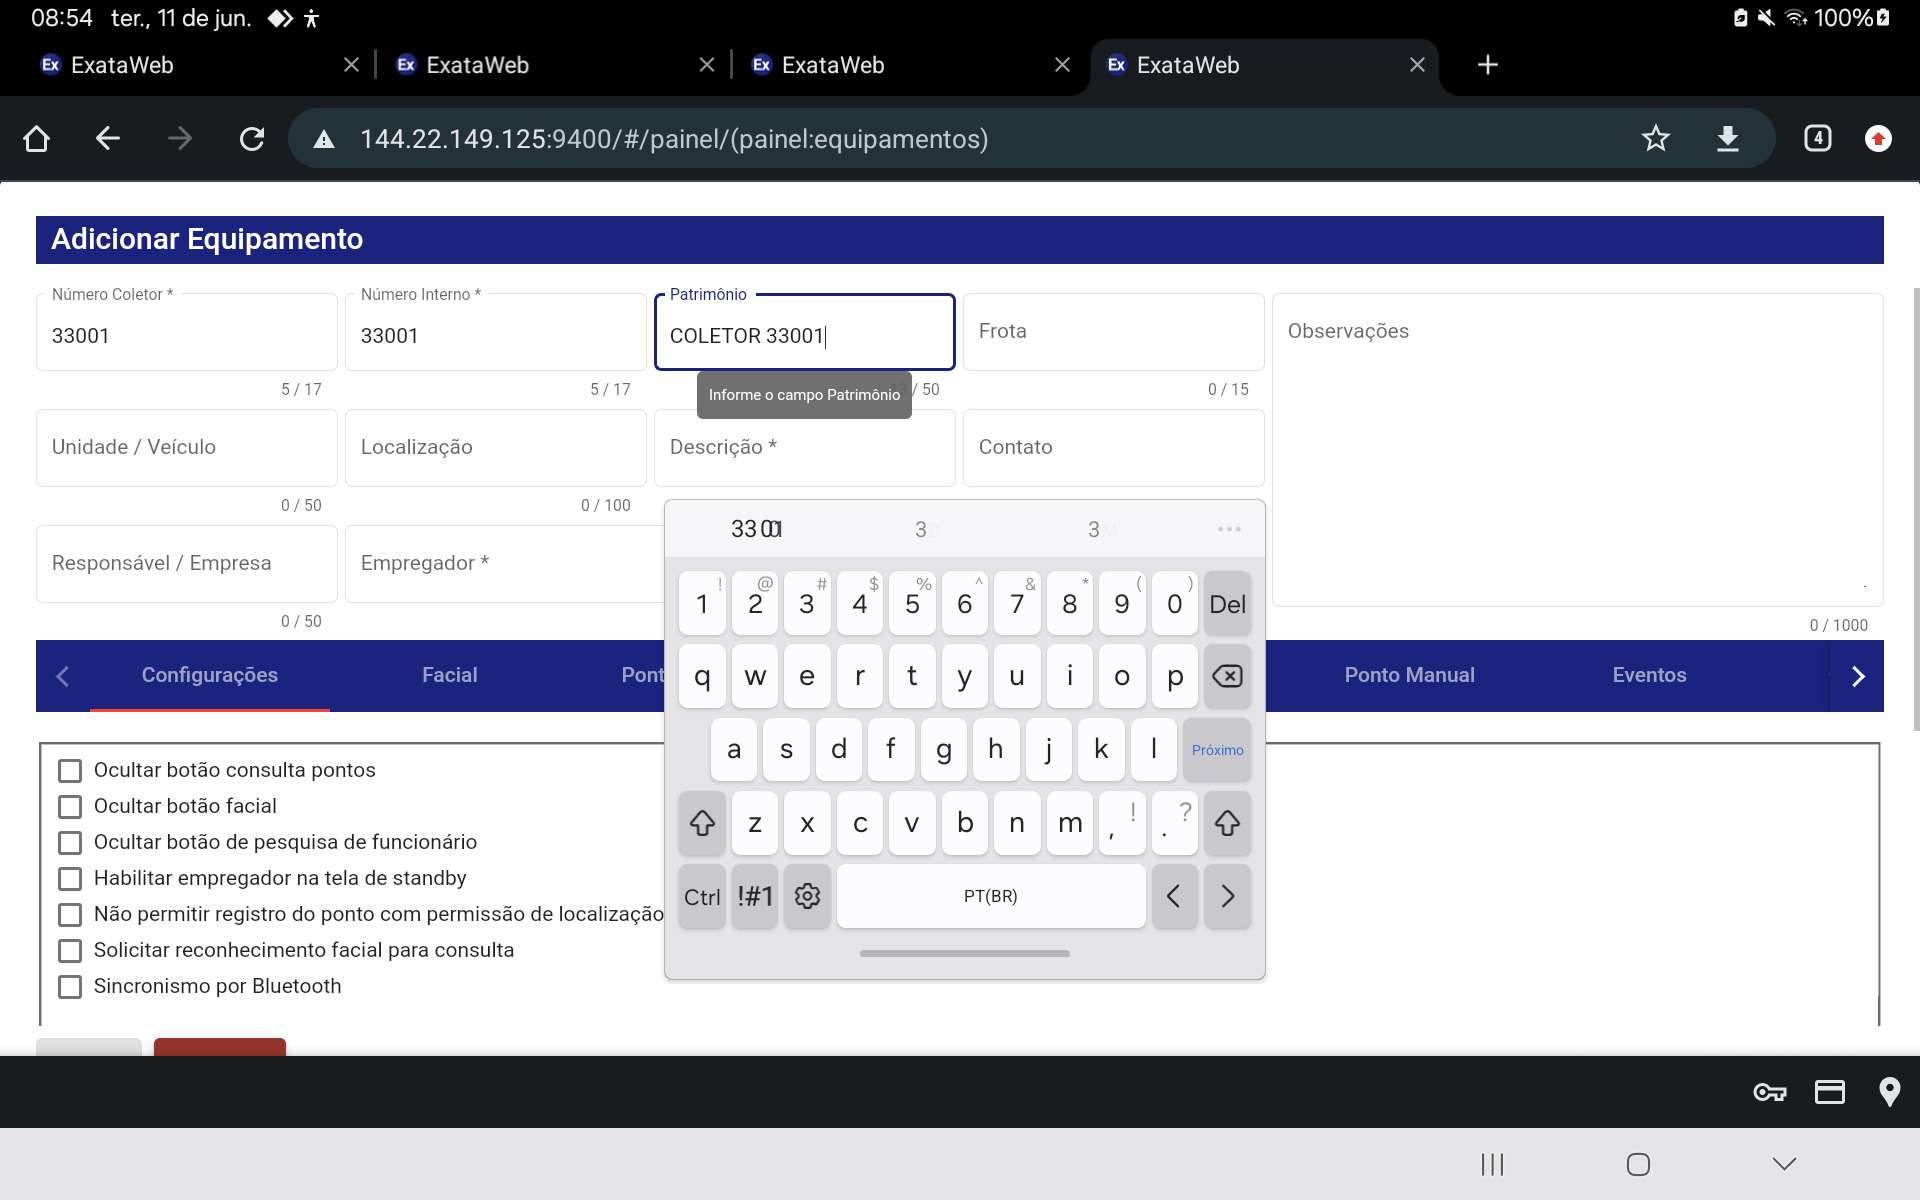 08:54 ter., 11 de jun.
100%
Ex ExataWeb
Ex ExataWeb
Ex ExataWeb
Ex ExataWeb
144.22.149.125:9400/#/painel/(painel:equipamentos)
4
Adicionar Equipamento
Número Coletor *
33001
5 / 17
Número Interno *
33001
5 / 17
Patrimônio
COLETOR 33001
/ 50
Informe o campo Patrimônio
Frota
0 / 15
Observações
0 / 1000
Unidade / Veículo
0 / 50
Localização
0 / 100
Descrição *
Contato
Responsável / Empresa
0 / 50
Empregador *
Configurações
Facial
Pont
Ponto Manual
Eventos
Ocultar botão consulta pontos
Ocultar botão facial
Ocultar botão de pesquisa de funcionário
Habilitar empregador na tela de standby
Não permitir registro do ponto com permissão de localização
Solicitar reconhecimento facial para consulta
Sincronismo por Bluetooth
3 3
! @ # $ % ^ & * ( )
1 2 3 4 5 6 7 8 9 0 Del
q w e r t y u i o p
a s d f g h j k l Próximo
z x c v b n m , ! . ?
Ctrl !#1 PT(BR) < >